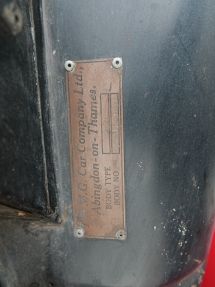 M.G. Car Company Ltd.,
Abingdon-on-Thames.
BODY TYPE
BODY NO